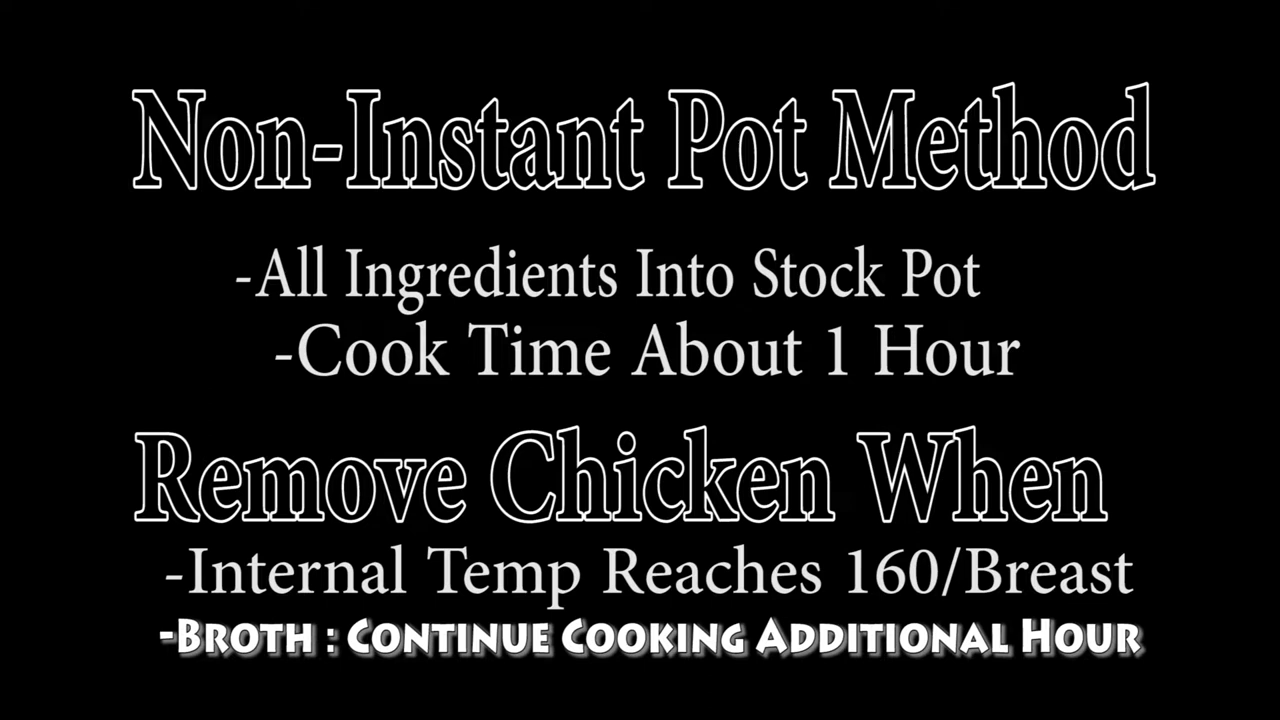 Non-Instant Pot Method
-All Ingredients Into Stock Pot
-Cook Time About 1 Hour
Remove Chicken When
-Internal Temp Reaches 160/Breast
-Broth : Continue Cooking Additional Hour